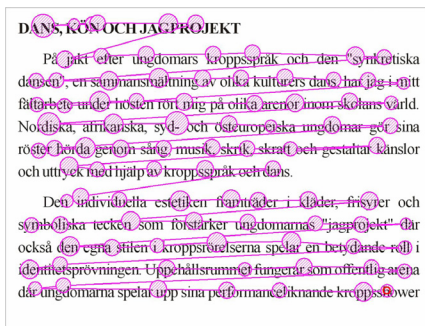 DANS, KÖN OCH JAGPROJEKT
På jakt efter ungdomars kroppsspråk och den "synkretiska
dansen", en sammansmältning av olika kulturers dans, har jag i mitt
fältarbete under hösten rört mig på olika arenor inom skolans värld.
Nordiska, afrikanska, syd- och östeuropeiska ungdomar gör sina
röster hörda genom sång, musik, skrik, skratt och gestaltar känslor
och uttryck med hjälp av kroppsspråk och dans.
Den individuella estetiken framträder i kläder, frisyrer och
symboliska tecken som förstärker ungdomarnas "jagprojekt" där
också den egna stilen i kroppsrörelserna spelar en betydande roll i
identitetsprövningen. Uppehållsrummet fungerar som offentlig arena
där ungdomarna spelar upp sina performanceliknande kroppsshower